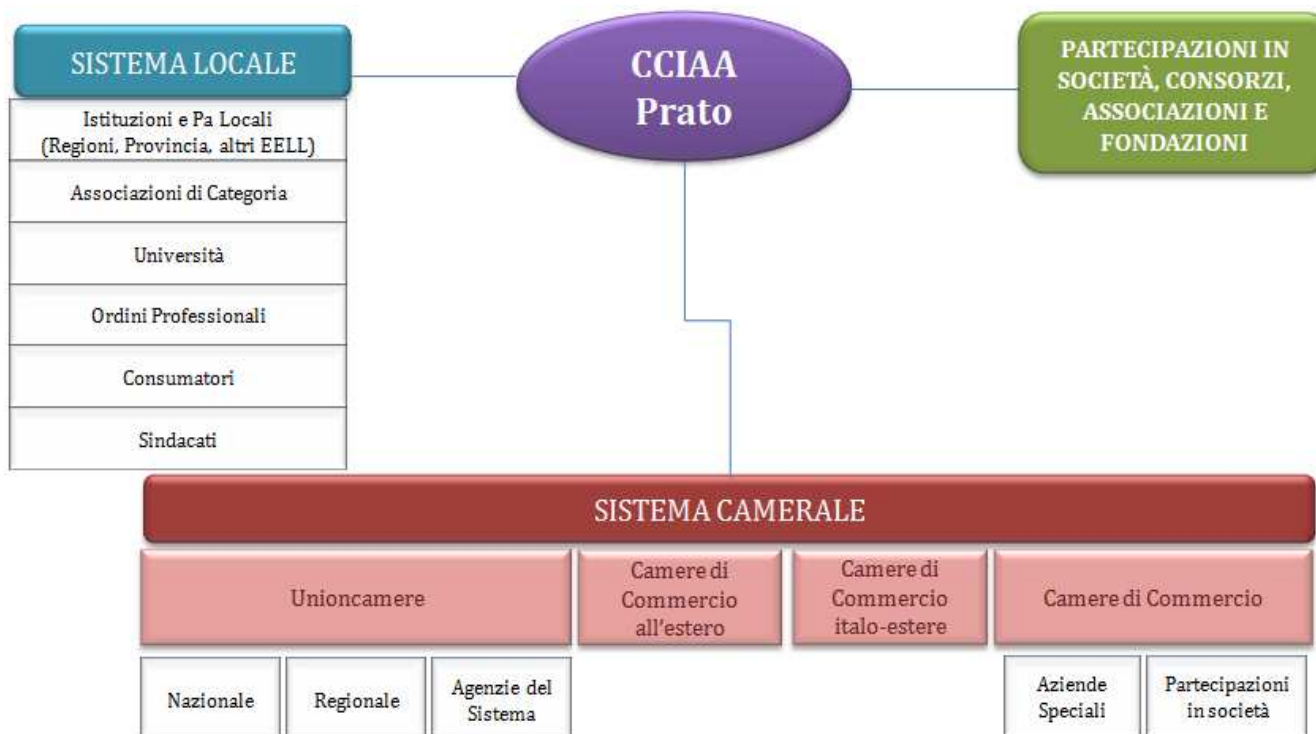 SISTEMA LOCALE
Istituzioni e Pa Locali
(Regioni, Provincia, altri EELL)
Associazioni di Categoria
Università
Ordini Professionali
Consumatori
Sindacati
CCIAA
Prato
PARTECIPAZIONI IN
SOCIETÀ, CONSORZI,
ASSOCIAZIONI E
FONDAZIONI
SISTEMA CAMERALE
Unioncamere
Camere di
Commercio
all'estero
Camere di
Commercio
italo-estere
Camere di Commercio
Nazionale
Regionale
Agenzie del
Sistema
Aziende
Speciali
Partecipazioni
in società